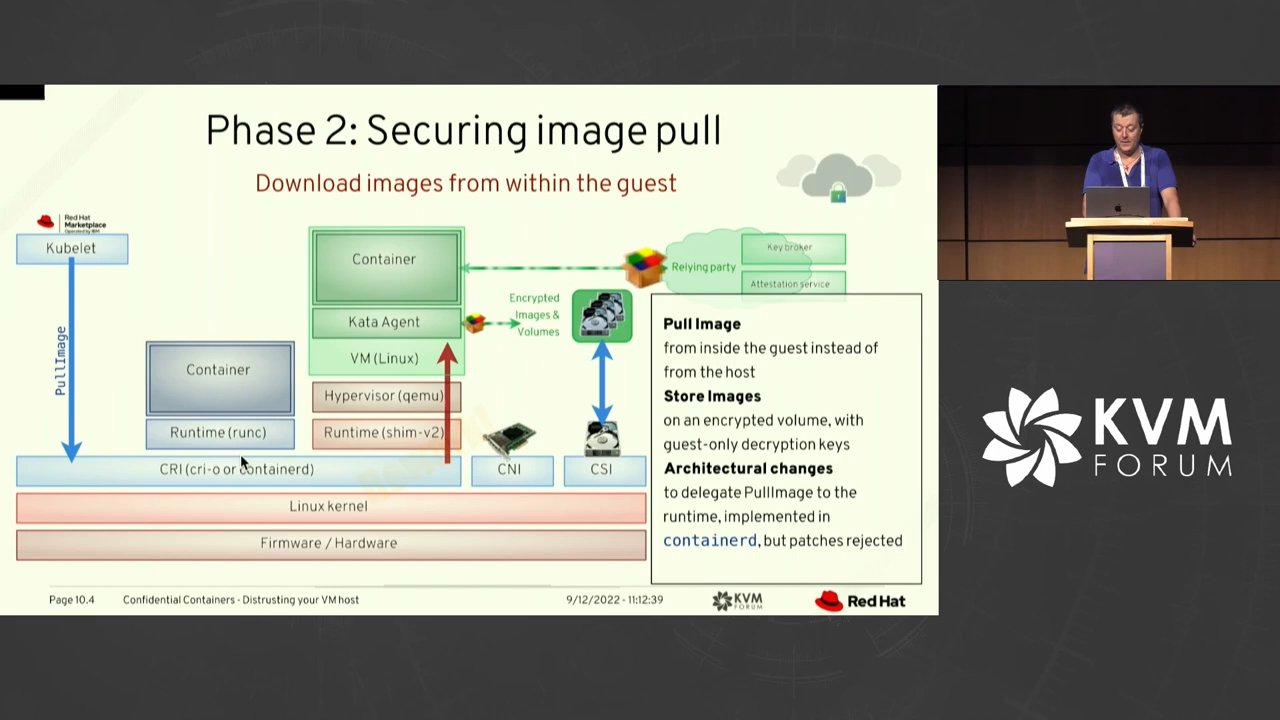 Phase 2: Securing image pull
Download images from within the guest
Red Hat
Marketplace
Operated by IBM
Kubelet
PullImage
Container
Runtime (runc)
Container
Kata Agent
VM (Linux)
Hypervisor (qemu)
Runtime (shim-v2)
Encrypted
Images &
Volumes
Relying party
Key broker
Attestation service
CRI (cri-o or containerd)
CNI
CSI
Linux kernel
Firmware / Hardware
Pull Image
from inside the guest instead of
from the host
Store Images
on an encrypted volume, with
guest-only decryption keys
Architectural changes
to delegate PullImage to the
runtime, implemented in
containerd, but patches rejected
Page 10.4
Confidential Containers - Distrusting your VM host
9/12/2022 - 11:12:39
KVM
FORUM
Red Hat
KVM
FORUM